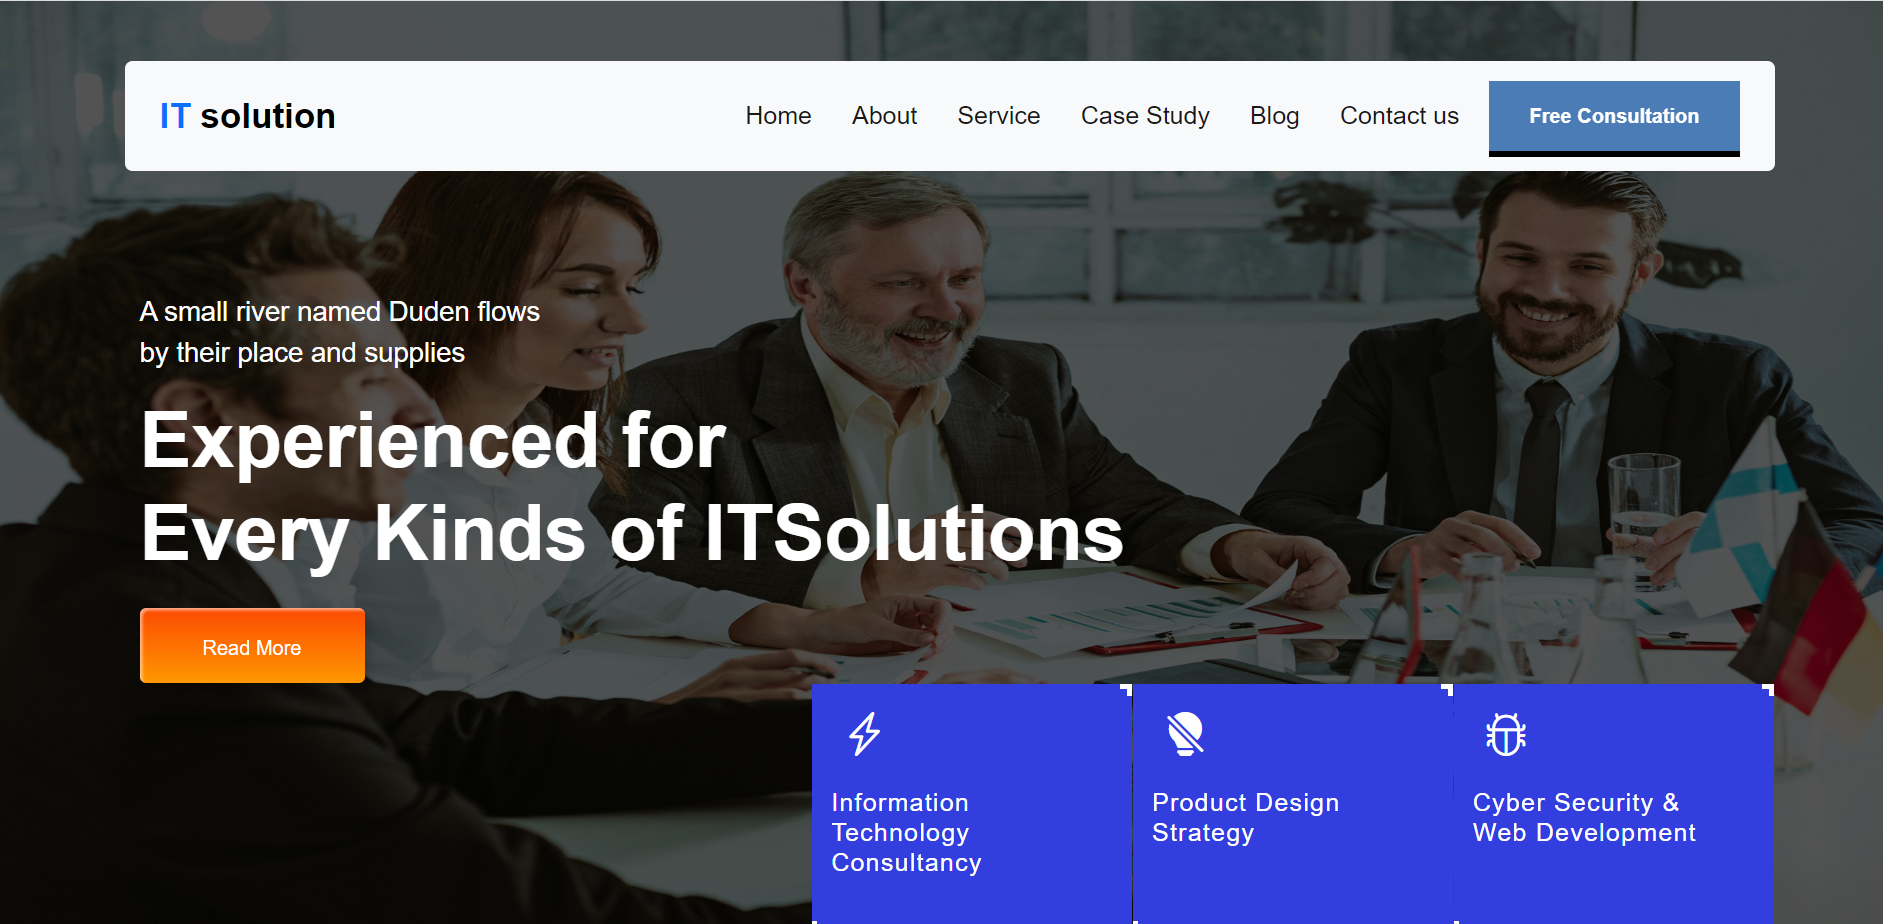 IT solution
Home About Service Case Study Blog Contact us Free Consultation
A small river named Duden flows
by their place and supplies
Experienced for
Every Kinds of ITSolutions
Read More
Information
Technology
Consultancy
Product Design
Strategy
Cyber Security &
Web Development